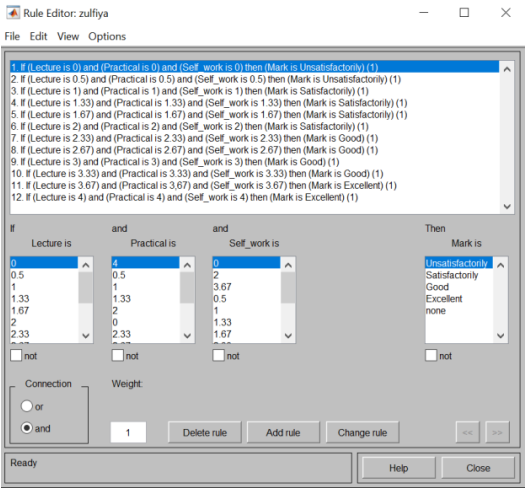 Rule Editor: zulfiya
File Edit View Options
1. If (Lecture is 0) and (Practical is 0) and (Self_work is 0) then (Mark is Unsatisfactorily) (1)
2. If (Lecture is 0.5) and (Practical is 0.5) and (Self_work is 0.5) then (Mark is Unsatisfactorily) (1)
3. If (Lecture is 1) and (Practical is 1) and (Self_work is 1) then (Mark is Satisfactorily) (1)
4. If (Lecture is 1.33) and (Practical is 1.33) and (Self_work is 1.33) then (Mark is Satisfactorily) (1)
5. If (Lecture is 1.67) and (Practical is 1.67) and (Self_work is 1.67) then (Mark is Satisfactorily) (1)
6. If (Lecture is 2) and (Practical is 2) and (Self_work is 2) then (Mark is Satisfactorily) (1)
7. If (Lecture is 2.33) and (Practical is 2.33) and (Self_work is 2.33) then (Mark is Good) (1)
8. If (Lecture is 2.67) and (Practical is 2.67) and (Self_work is 2.67) then (Mark is Good) (1)
9. If (Lecture is 3) and (Practical is 3) and (Self_work is 3) then (Mark is Good) (1)
10. If (Lecture is 3.33) and (Practical is 3.33) and (Self_work is 3.33) then (Mark is Good) (1)
11. If (Lecture is 3.67) and (Practical is 3,67) and (Self_work is 3.67) then (Mark is Excellent) (1)
12. If (Lecture is 4) and (Practical is 4) and (Self_work is 4) then (Mark is Excellent) (1)
If and and Then
Lecture is Practical is Self_work is Mark is
0 4 0 Unsatisfactorily
0.5 0.5 2 Satisfactorily
1 1 3.67 Good
1.33 1.33 0.5 Excellent
1.67 2 1 none
2 0 1.33
2.33 2.33 1.67
not not not not
Connection Weight:
or
and 1 Delete rule Add rule Change rule << >>
Ready Help Close